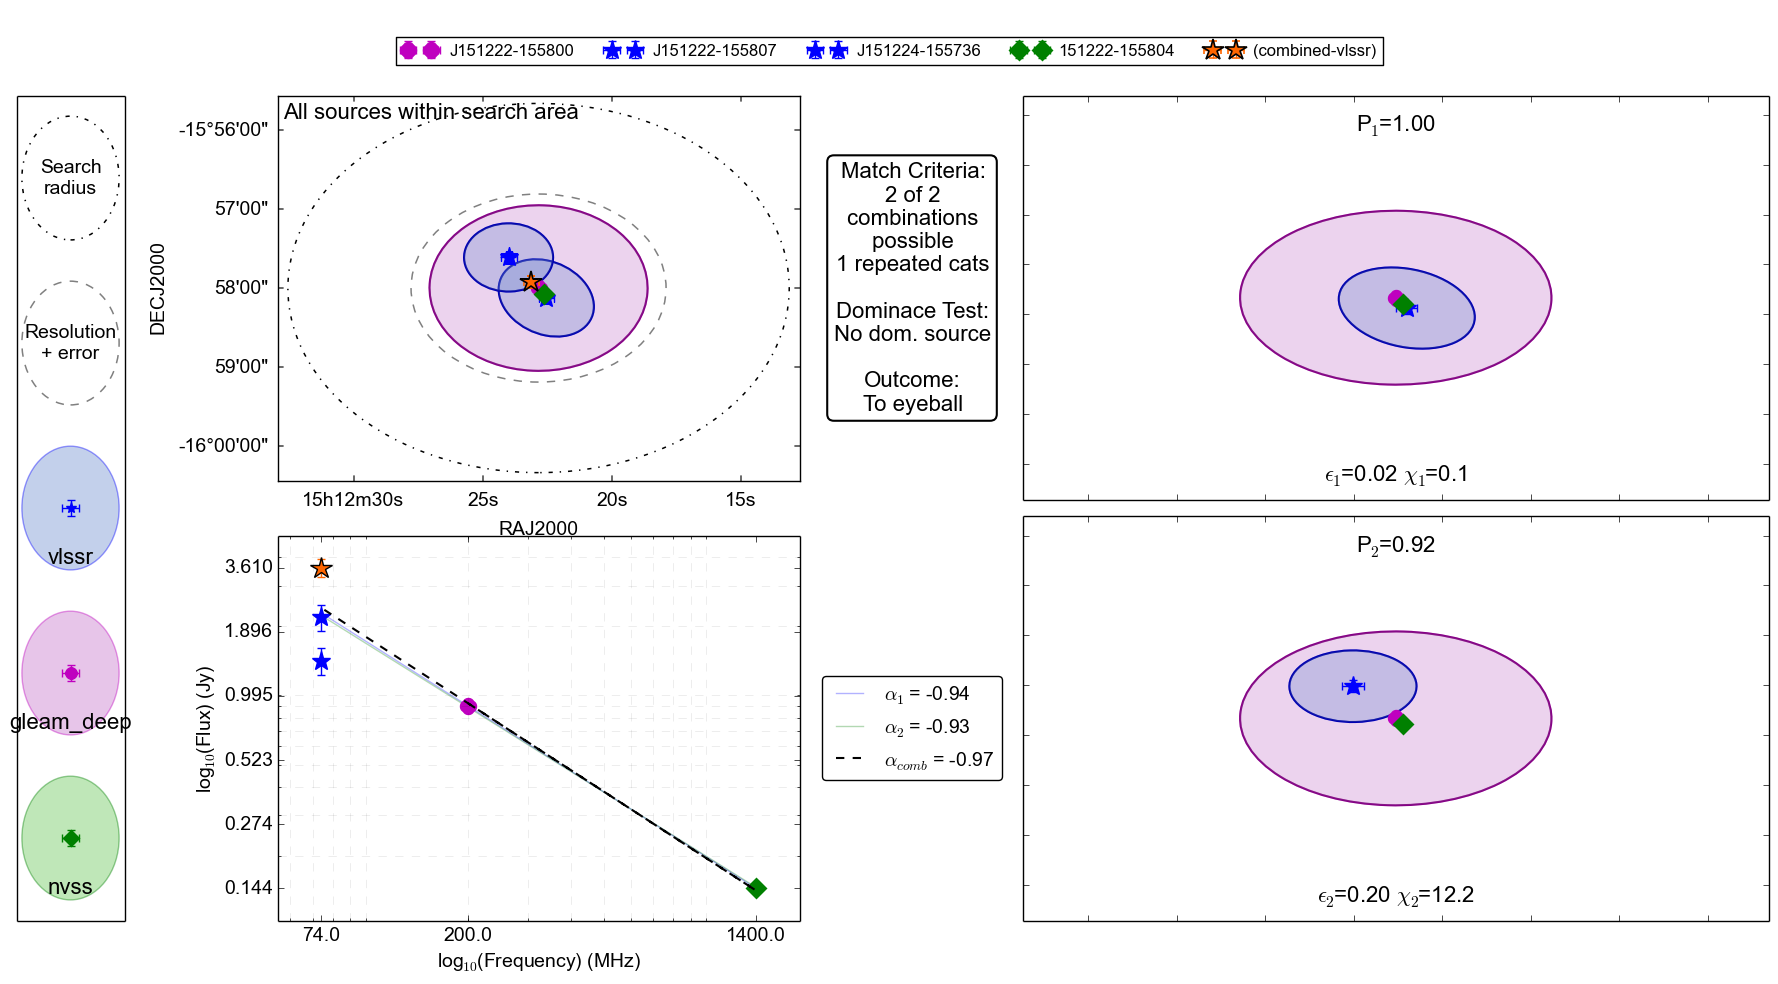 J151222-155800 J151222-155807 J151224-155736 151222-155804 (combined-vlssr)
Search
radius
Resolution
+ error
vlssr
gleam_deep
nvss
All sources within search area
DECJ2000
-15°56'00"
57'00"
58'00"
59'00"
-16°00'00"
15h12m30s 25s 20s 15s
RAJ2000
Match Criteria:
2 of 2
combinations
possible
1 repeated cats
Dominace Test:
No dom. source
Outcome:
To eyeball
P₁=1.00
ϵ₁=0.02 χ₁=0.1
log₁₀(Flux) (Jy)
3.610
1.896
0.995
0.523
0.274
0.144
74.0 200.0 1400.0
log₁₀(Frequency) (MHz)
α₁ = -0.94
α₂ = -0.93
α_comb = -0.97
P₂=0.92
ϵ₂=0.20 χ₂=12.2